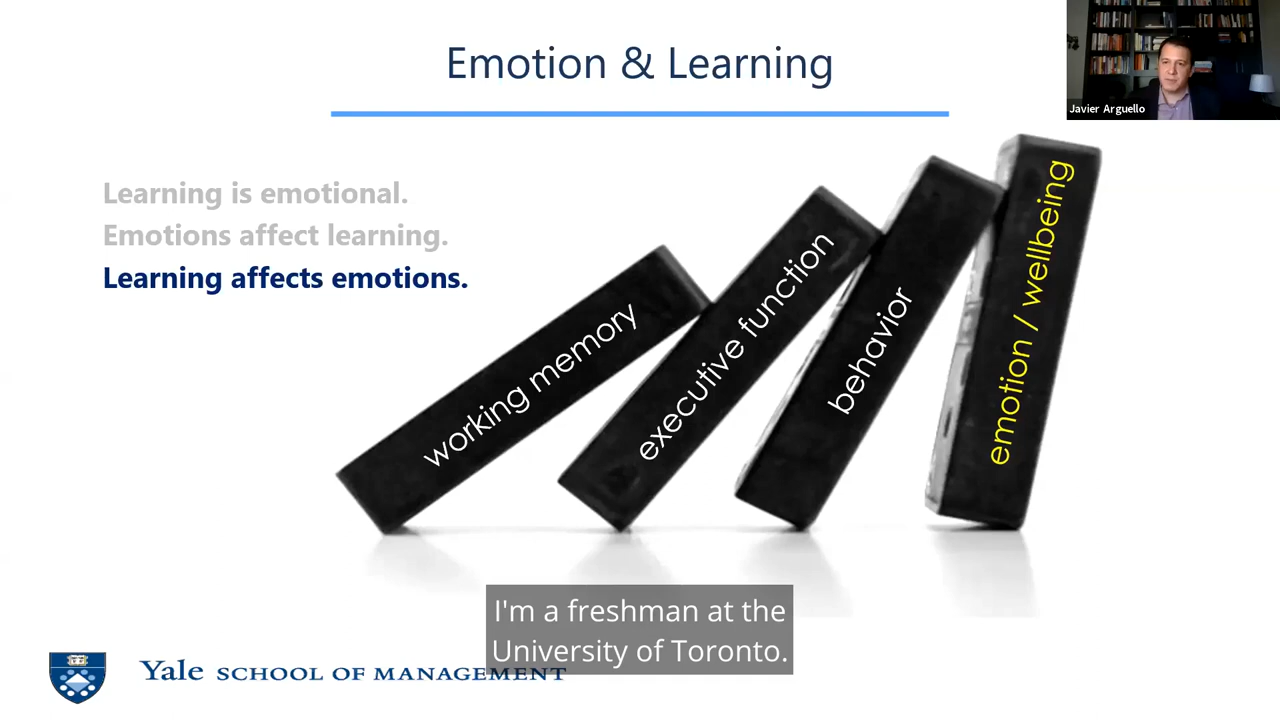 Emotion & Learning
Javier Arguello
Learning is emotional.
Emotions affect learning.
Learning affects emotions.
working memory
executive function
behavior
emotion / wellbeing
I'm a freshman at the
University of Toronto.
Yale SCHOOL OF MANAGEMENT